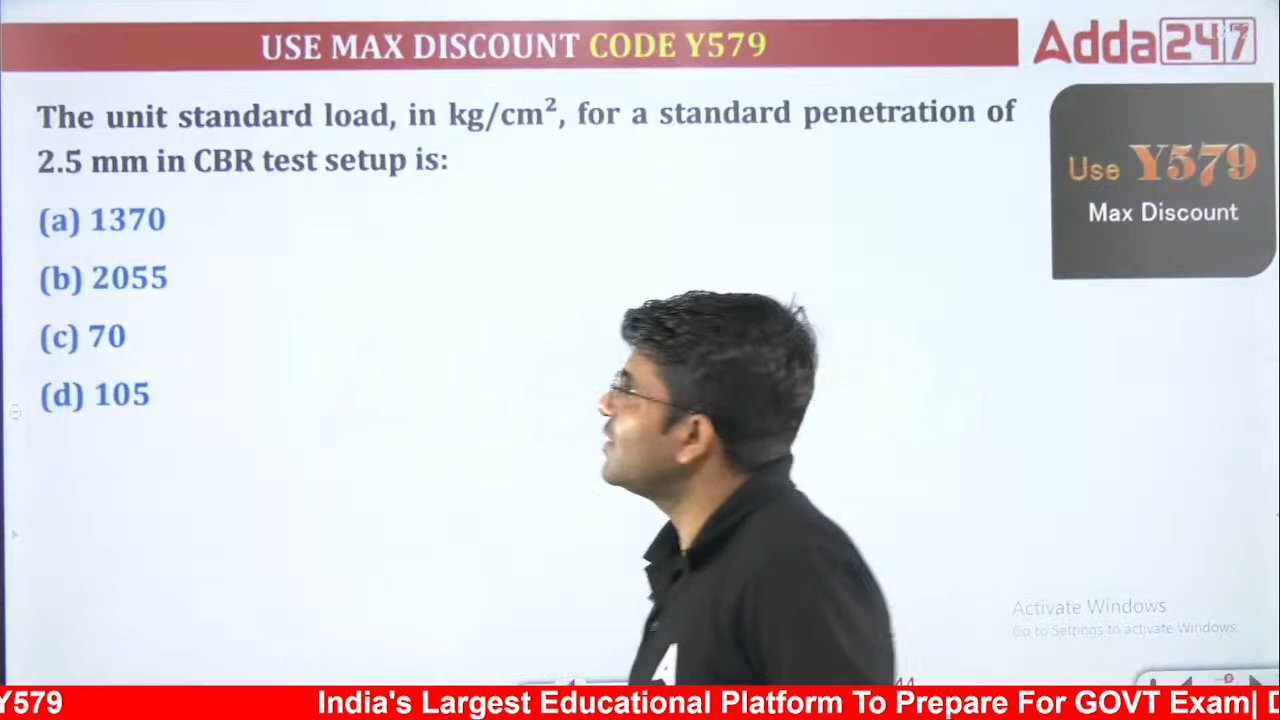 USE MAX DISCOUNT CODE Y579
Adda247
The unit standard load, in kg/cm², for a standard penetration of
2.5 mm in CBR test setup is:
Use Y579
Max Discount
(a) 1370
(b) 2055
(c) 70
(d) 105
Activate Windows
Go to Settings to activate Windows.
44
Y579 India's Largest Educational Platform To Prepare For GOVT Exam|